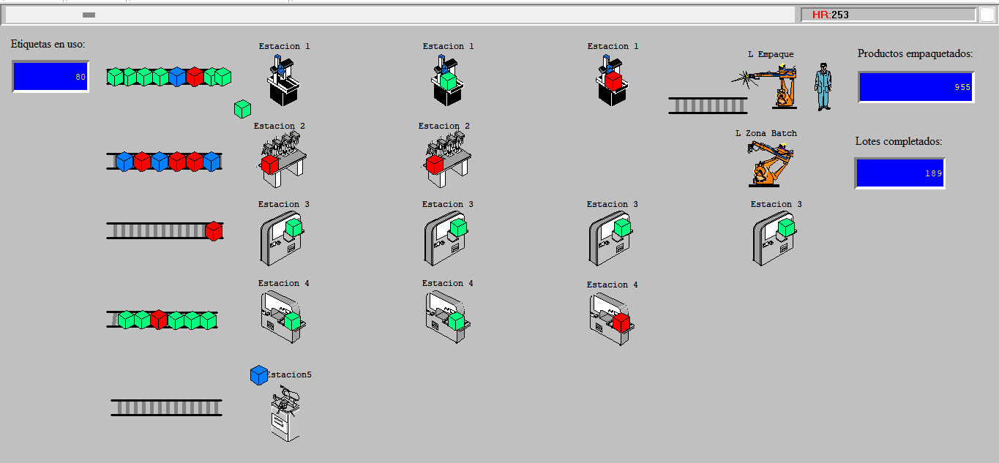 HR:253
Etiquetas en uso:
80
Estacion 1
Estacion 1
Estacion 1
L Empaque
Productos empaquetados:
955
Estacion 2
Estacion 2
L Zona Batch
Lotes completados:
189
Estacion 3
Estacion 3
Estacion 3
Estacion 3
Estacion 4
Estacion 4
Estacion 4
Estacion5